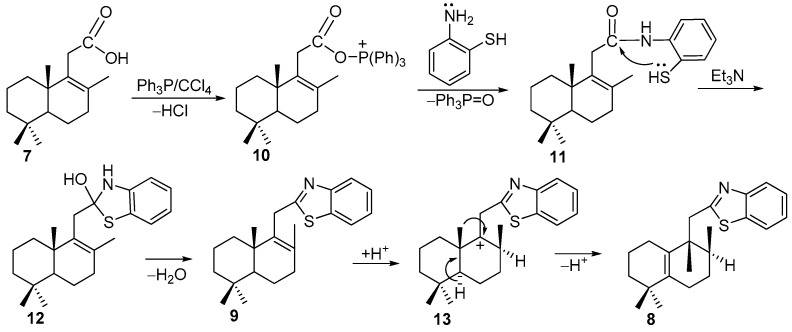 O
OH
7
Ph₃P/CCl₄
−HCl
O
O−P(Ph)₃
+
10
NH₂
SH
−Ph₃P=O
O
C
H
N
HS
11
Et₃N
HO
H
N
S
12
−H₂O
N
S
9
+H⁺
N
S
+
H
H
13
−H⁺
N
S
H
8